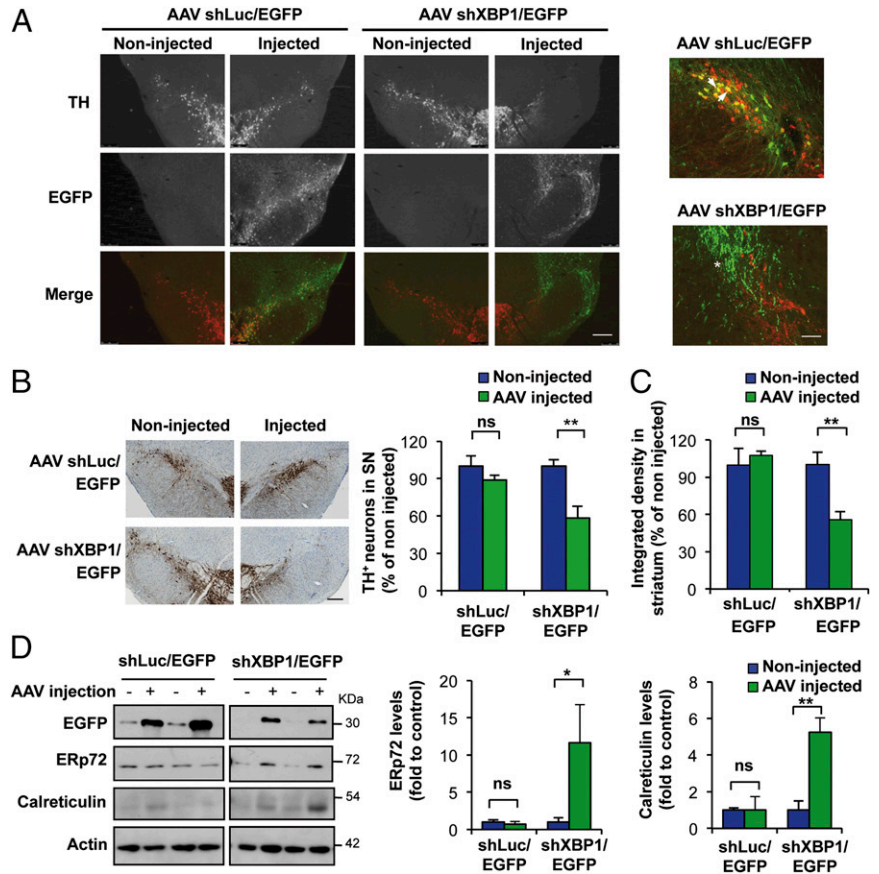 A
AAV shLuc/EGFP
AAV shXBP1/EGFP
Non-injected
Injected
Non-injected
Injected
TH
EGFP
Merge
AAV shLuc/EGFP
AAV shXBP1/EGFP
*
B
Non-injected
Injected
AAV shLuc/
EGFP
AAV shXBP1/
EGFP
Non-injected
AAV injected
TH+ neurons in SN
(% of non injected)
120
90
60
30
0
ns
**
shLuc/
EGFP
shXBP1/
EGFP
C
Non-injected
AAV injected
Integrated density in
striatum (% of non injected)
120
90
60
30
0
ns
**
shLuc/
EGFP
shXBP1/
EGFP
D
shLuc/EGFP
shXBP1/EGFP
AAV injection
- + - +
- + - +
KDa
EGFP
30
ERp72
72
Calreticulin
54
Actin
42
ERp72 levels
(fold to control)
20
15
10
5
0
ns
*
shLuc/
EGFP
shXBP1/
EGFP
Non-injected
AAV injected
Calreticulin levels
(fold to control)
8
6
4
2
0
ns
**
shLuc/
EGFP
shXBP1/
EGFP